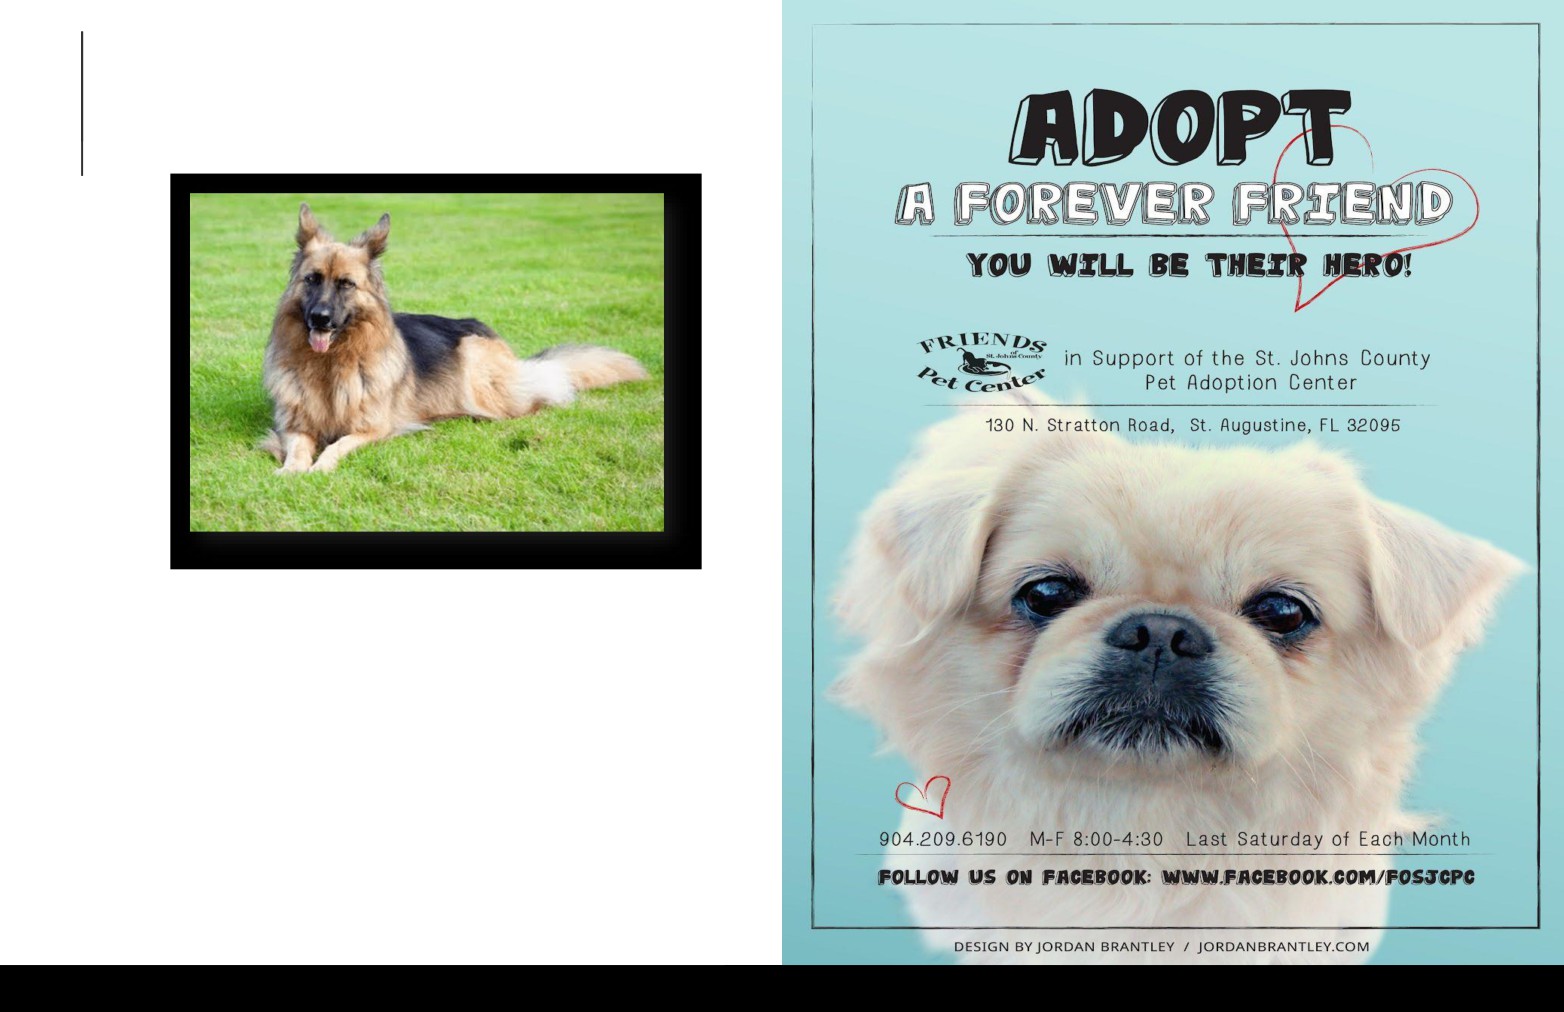 ADOPT
A FOREVER FRIEND
YOU WILL BE THEIR HERO!
FRIENDS
of
St. Johns County
Pet Center
in Support of the St. Johns County
Pet Adoption Center
130 N. Stratton Road, St. Augustine, FL 32095
904.209.6190 M-F 8:00-4:30 Last Saturday of Each Month
FOLLOW US ON FACEBOOK: WWW.FACEBOOK.COM/FOSJCPC
DESIGN BY JORDAN BRANTLEY / JORDANBRANTLEY.COM